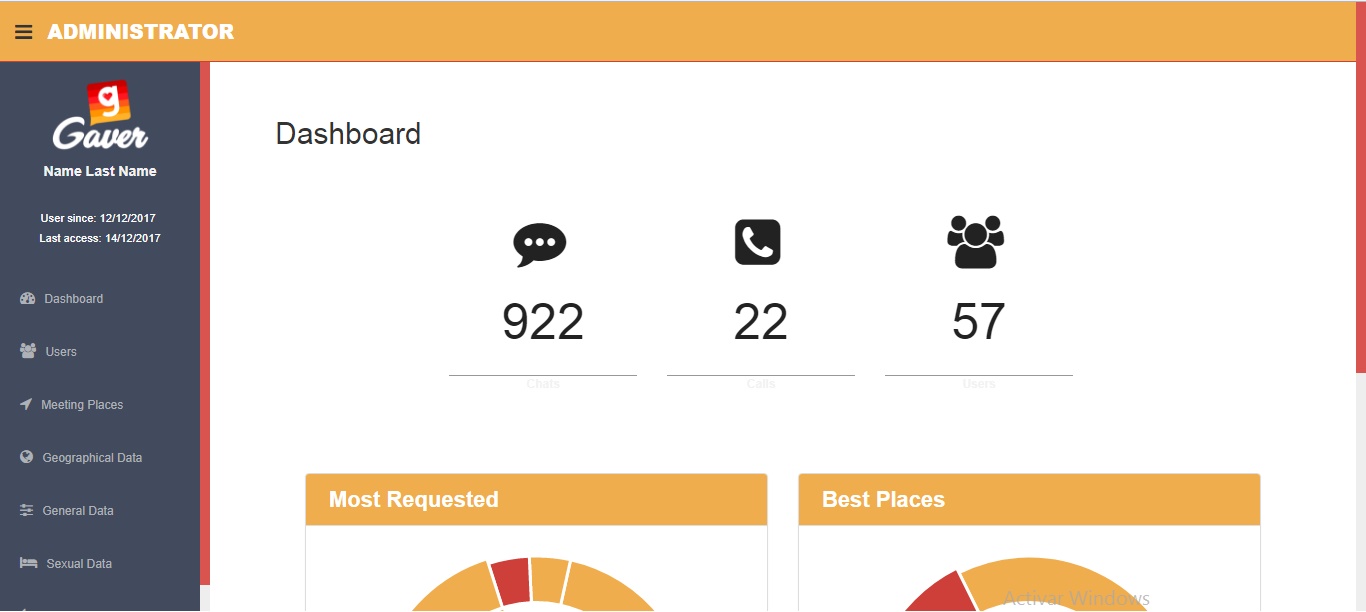 ADMINISTRATOR
g
Gaver
Name Last Name
User since: 12/12/2017
Last access: 14/12/2017
Dashboard
Users
Meeting Places
Geographical Data
General Data
Sexual Data
Dashboard
922
22
57
Chats
Calls
Users
Most Requested
Best Places
Activar Windows